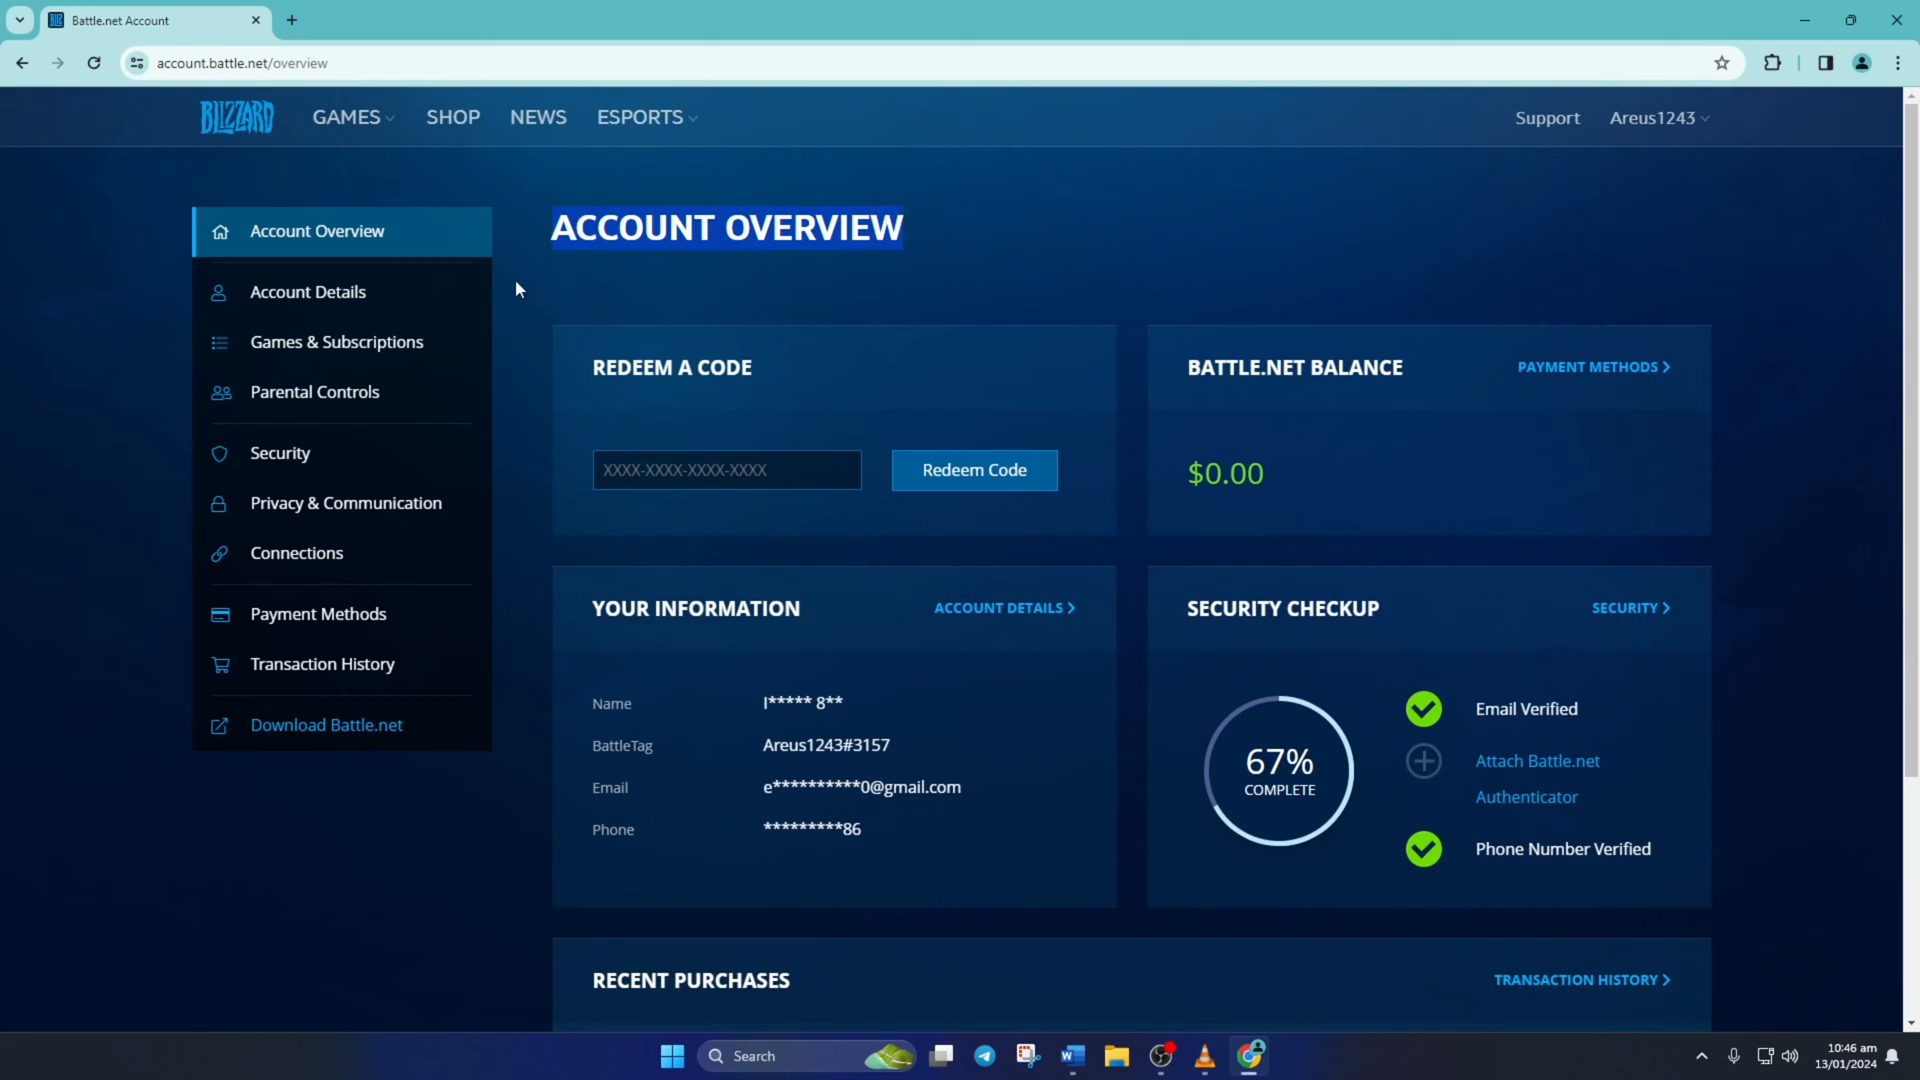 Battle.net Account
account.battle.net/overview
BLIZZARD
GAMES
SHOP
NEWS
ESPORTS
Support
Areus1243
Account Overview
Account Details
Games & Subscriptions
Parental Controls
Security
Privacy & Communication
Connections
Payment Methods
Transaction History
Download Battle.net
ACCOUNT OVERVIEW
REDEEM A CODE
XXXX-XXXX-XXXX-XXXX
Redeem Code
BATTLE.NET BALANCE
PAYMENT METHODS
$0.00
YOUR INFORMATION
ACCOUNT DETAILS
Name I***** 8**
BattleTag Areus1243#3157
Email e**********0@gmail.com
Phone *********86
SECURITY CHECKUP
SECURITY
67%
COMPLETE
Email Verified
Attach Battle.net
Authenticator
Phone Number Verified
RECENT PURCHASES
TRANSACTION HISTORY
Search
10:46 am
13/01/2024